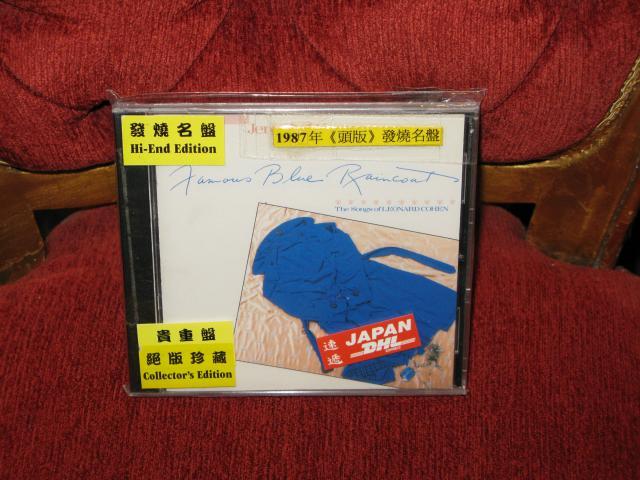 發燒名盤
Hi-End Edition
1987年《頭版》發燒名盤
Famous Blue Raincoat
The Songs of LEONARD COHEN
JAPAN
速遞
DHL
貴重盤
絕版珍藏
Collector's Edition